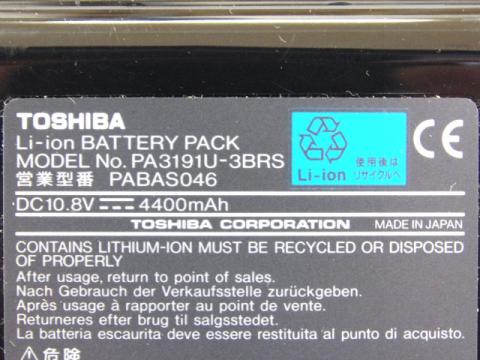 TOSHIBA
Li-ion BATTERY PACK
MODEL No. PA3191U-3BRS
営業型番 PABAS046
Li-ion
使用後は
リサイクルへ
CE
DC10.8V⎓4400mAh
TOSHIBA CORPORATION MADE IN JAPAN
CONTAINS LITHIUM-ION MUST BE RECYCLED OR DISPOSED
OF PROPERLY
After usage, return to point of sales.
Nach Gebrauch der Verkaufsstelle zurückgeben.
Après usage à rapporter au point de vente.
Returneres efter brug til salgsstedet.
La batteria esaurita deve essere restituita al punto di acquisto.
⚠危険